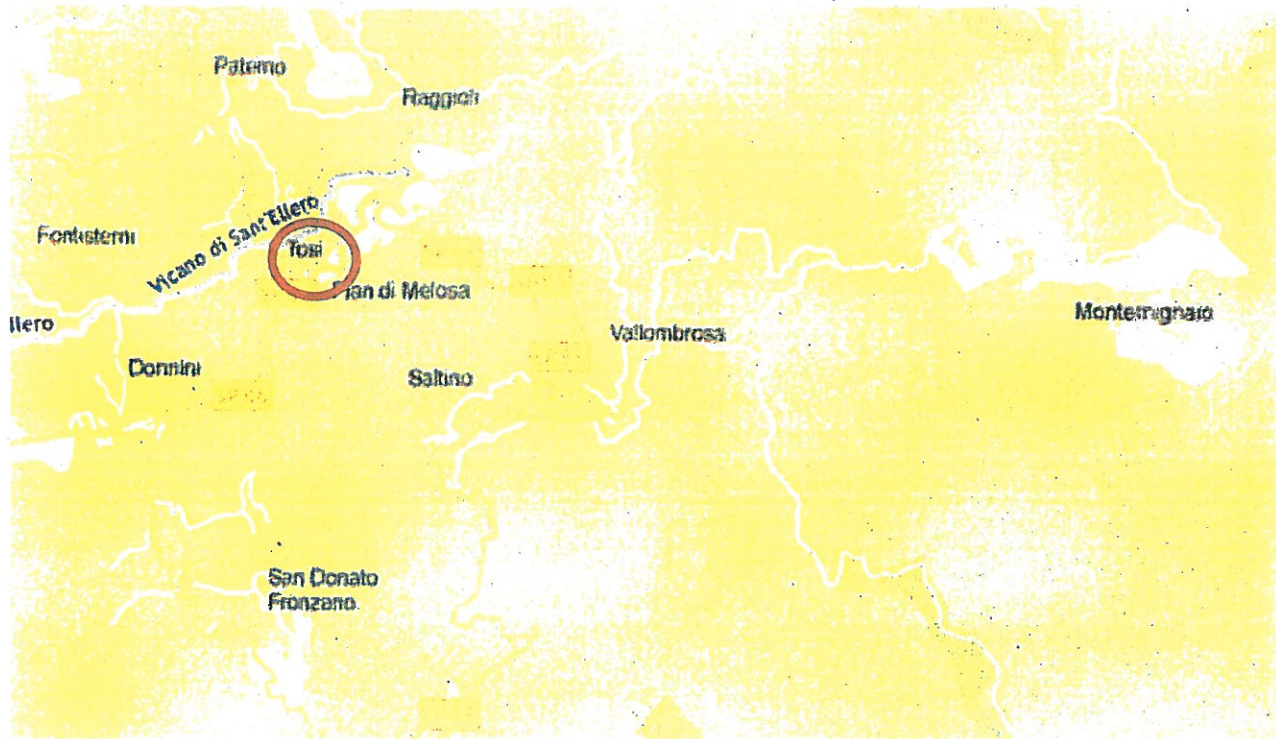 Paterno
Raggioli
Vicano di Sant'Ellero
Fontisterni
Tosi
Pian di Melosa
llero
Montemignaio
Vallombrosa
Donnini
Saltino
San Donato
Fronzano